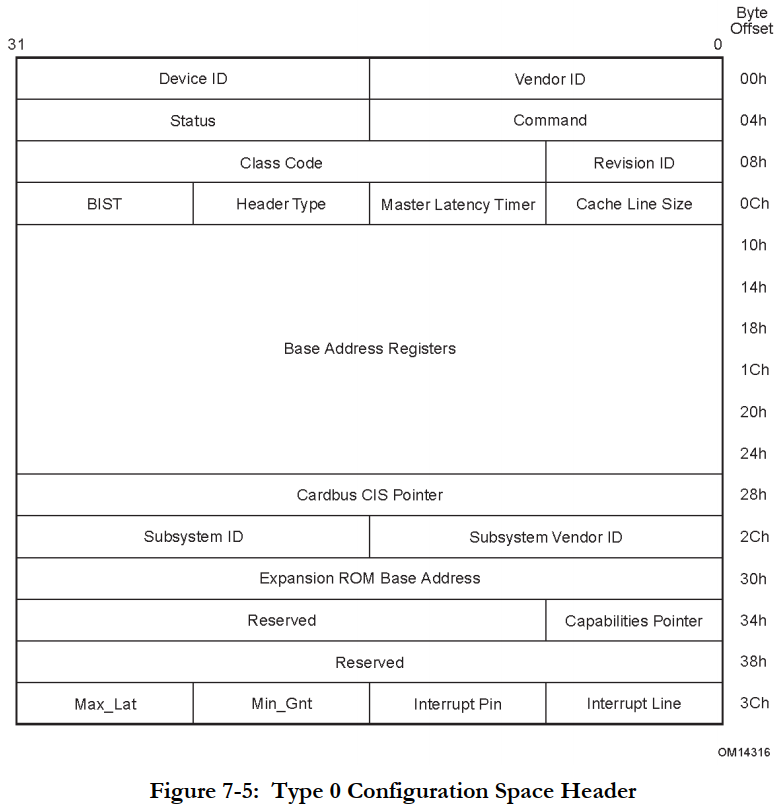 Byte
Offset
31 0
Device ID Vendor ID 00h
Status Command 04h
Class Code Revision ID 08h
BIST Header Type Master Latency Timer Cache Line Size 0Ch
10h
14h
18h
Base Address Registers
1Ch
20h
24h
Cardbus CIS Pointer 28h
Subsystem ID Subsystem Vendor ID 2Ch
Expansion ROM Base Address 30h
Reserved Capabilities Pointer 34h
Reserved 38h
Max_Lat Min_Gnt Interrupt Pin Interrupt Line 3Ch
OM14316
Figure 7-5: Type 0 Configuration Space Header